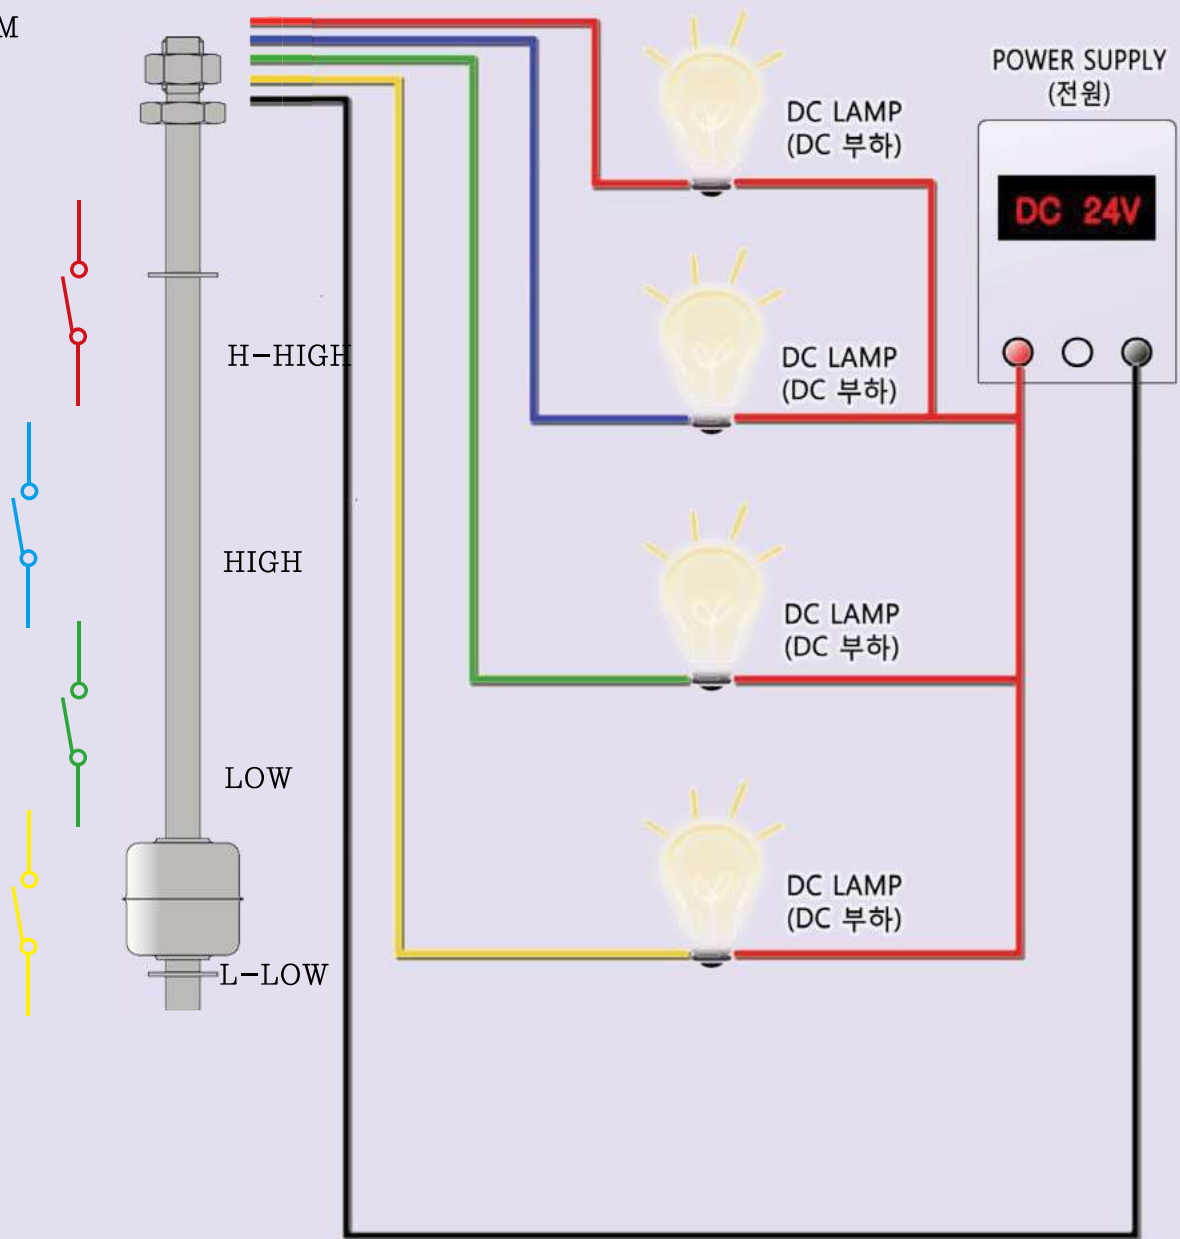 M
POWER SUPPLY
(전원)
DC LAMP
(DC 부하)
DC 24V
H-HIGH
DC LAMP
(DC 부하)
HIGH
DC LAMP
(DC 부하)
LOW
DC LAMP
(DC 부하)
L-LOW